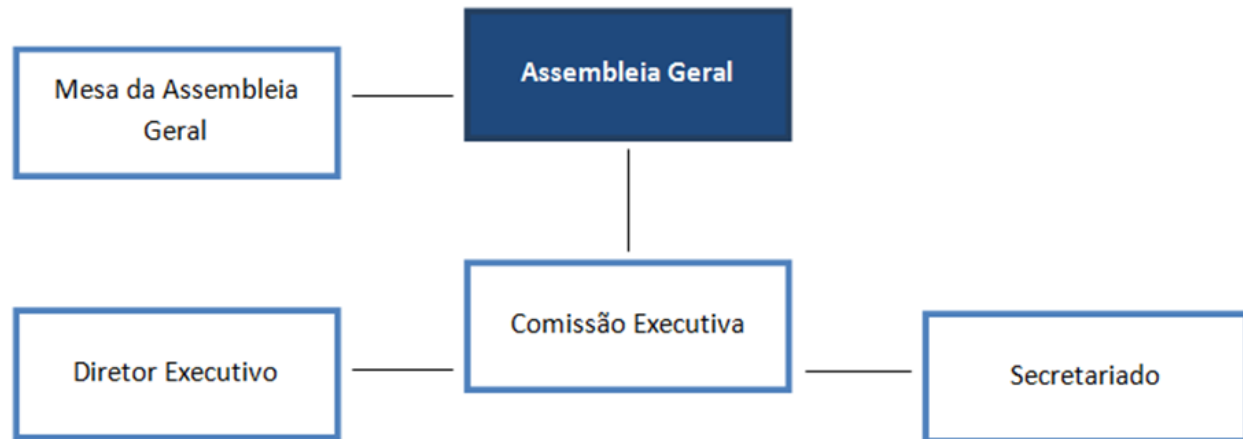 Assembleia Geral
Mesa da Assembleia
Geral
Comissão Executiva
Diretor Executivo
Secretariado